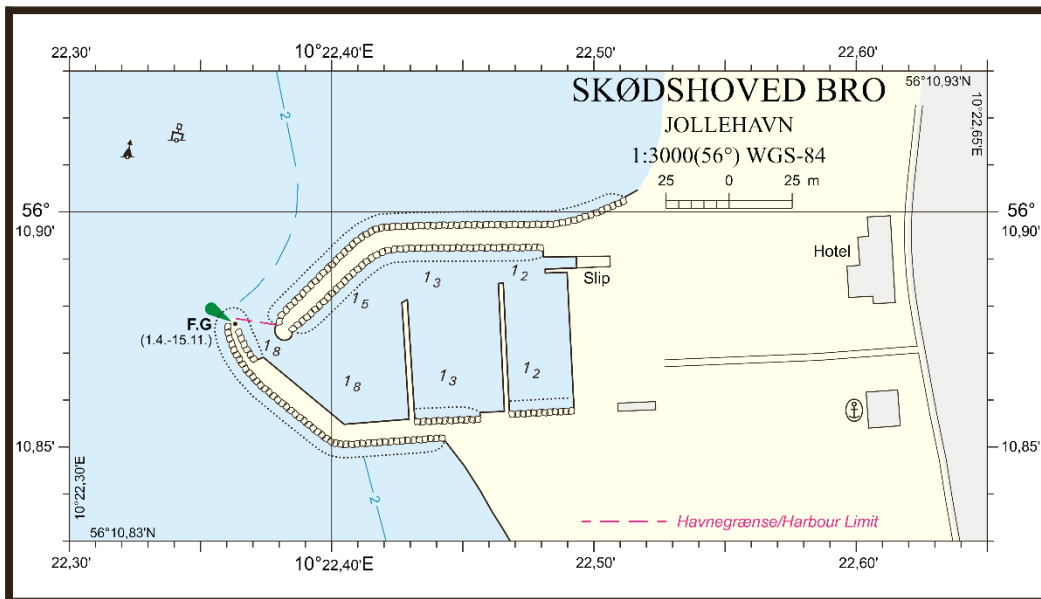 22,30' 10°22,40'E 22,50' 22,60'
SKØDSHOVED BRO 56°10,93'N
JOLLEHAVN
1:3000(56°) WGS-84
25 0 25 m
10°22,65'E
2
56° 56°
10,90' 10,90'
Hotel
Slip
1₃ 1₂
1₅
F.G
(1.4.-15.11.)
1₈
1₈ 1₃ 1₂
10,85' 10,85'
10°22,30'E
2
56°10,83'N
Havnegrænse/Harbour Limit
22,30' 10°22,40'E 22,50' 22,60'